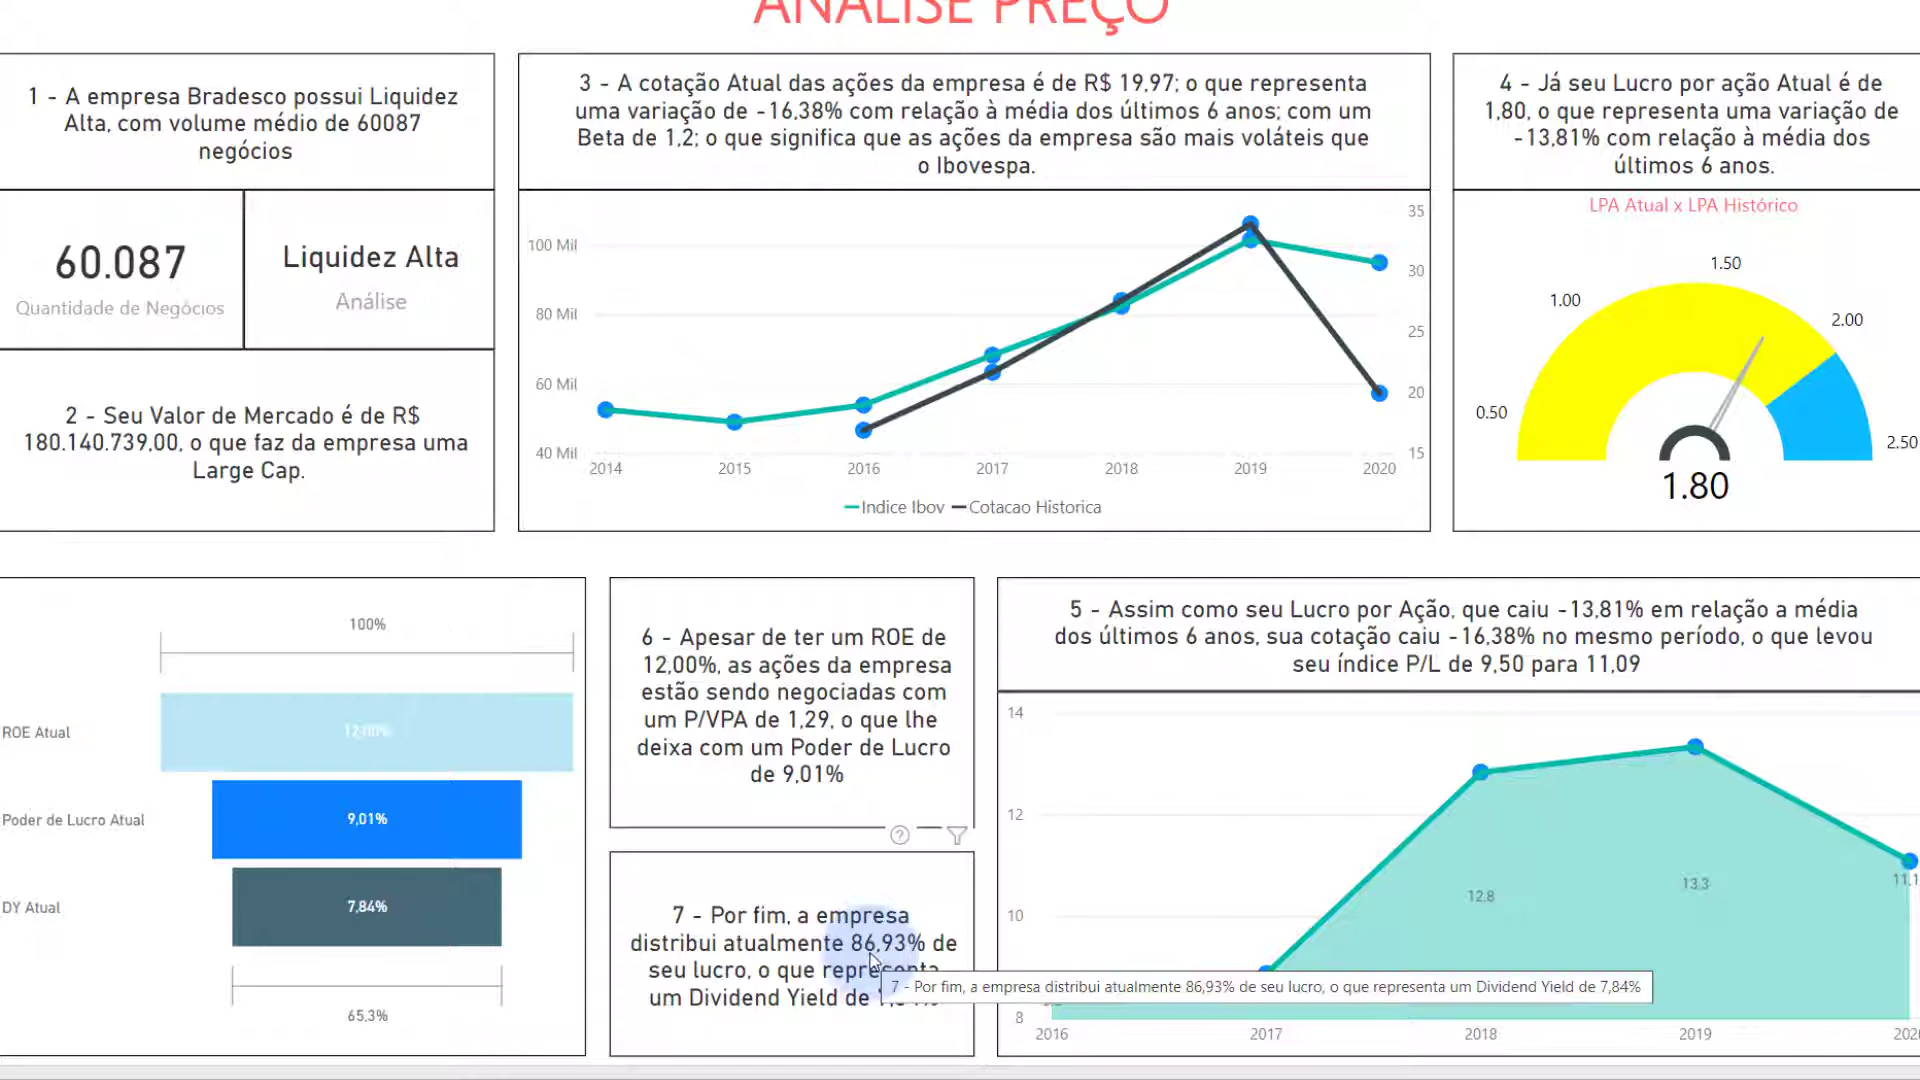 ANÁLISE PREÇO
1 - A empresa Bradesco possui Liquidez
Alta, com volume médio de 60087
negócios
60.087
Quantidade de Negócios
Liquidez Alta
Análise
2 - Seu Valor de Mercado é de R$
180.140.739,00, o que faz da empresa uma
Large Cap.
3 - A cotação Atual das ações da empresa é de R$ 19,97; o que representa
uma variação de -16,38% com relação à média dos últimos 6 anos; com um
Beta de 1,2; o que significa que as ações da empresa são mais voláteis que
o Ibovespa.
100 Mil
80 Mil
60 Mil
40 Mil
35
30
25
20
15
2014 2015 2016 2017 2018 2019 2020
Indice Ibov Cotacao Historica
4 - Já seu Lucro por ação Atual é de
1,80, o que representa uma variação de
-13,81% com relação à média dos
últimos 6 anos.
LPA Atual x LPA Histórico
0.50
1.00
1.50
2.00
2.50
1.80
100%
ROE Atual
12,00%
Poder de Lucro Atual
9,01%
DY Atual
7,84%
65,3%
6 - Apesar de ter um ROE de
12,00%, as ações da empresa
estão sendo negociadas com
um P/VPA de 1,29, o que lhe
deixa com um Poder de Lucro
de 9,01%
7 - Por fim, a empresa
distribui atualmente 86,93% de
seu lucro, o que representa
um Dividend Yield de
7 - Por fim, a empresa distribui atualmente 86,93% de seu lucro, o que representa um Dividend Yield de 7,84%
5 - Assim como seu Lucro por Ação, que caiu -13,81% em relação a média
dos últimos 6 anos, sua cotação caiu -16,38% no mesmo período, o que levou
seu índice P/L de 9,50 para 11,09
14
12
10
8
12.8
13.3
11.1
2016 2017 2018 2019 202